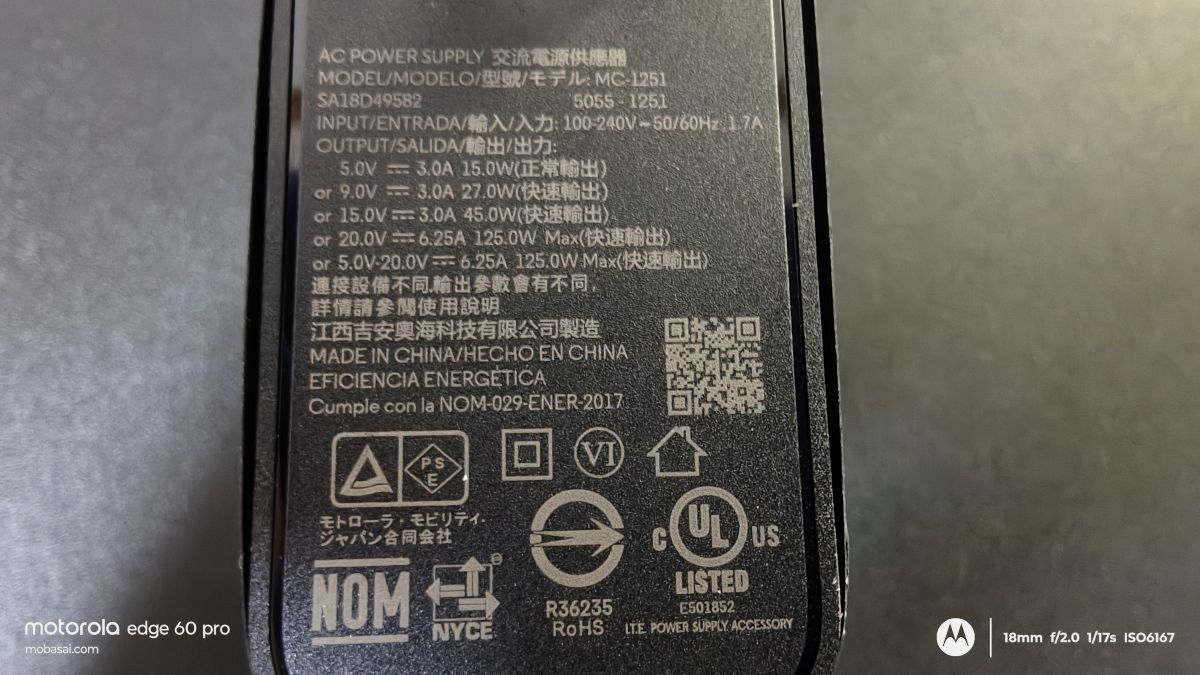 AC POWER SUPPLY 交流電源供應器
MODEL/MODELO/型號/モデル: MC-1251
SA18D49582 5055 - 1251
INPUT/ENTRADA/輸入/入力: 100-240V~50/60Hz 1.7A
OUTPUT/SALIDA/輸出/出力:
5.0V ⎓ 3.0A 15.0W(正常輸出)
or 9.0V ⎓ 3.0A 27.0W(快速輸出)
or 15.0V ⎓ 3.0A 45.0W(快速輸出)
or 20.0V ⎓ 6.25A 125.0W Max(快速輸出)
or 5.0V-20.0V ⎓ 6.25A 125.0W Max(快速輸出)
連接設備不同,輸出參數會有不同,
詳情請參閱使用說明
江西吉安奧海科技有限公司製造
MADE IN CHINA/HECHO EN CHINA
EFICIENCIA ENERGÉTICA
Cumple con la NOM-029-ENER-2017
PS
E
VI
モトローラ・モビリティ・
ジャパン合同会社
C UL US
LISTED
NOM
NYCE
R36235
RoHS
E501852
I.T.E. POWER SUPPLY ACCESSORY
motorola edge 60 pro
mobasai.com
18mm f/2.0 1/17s ISO6167